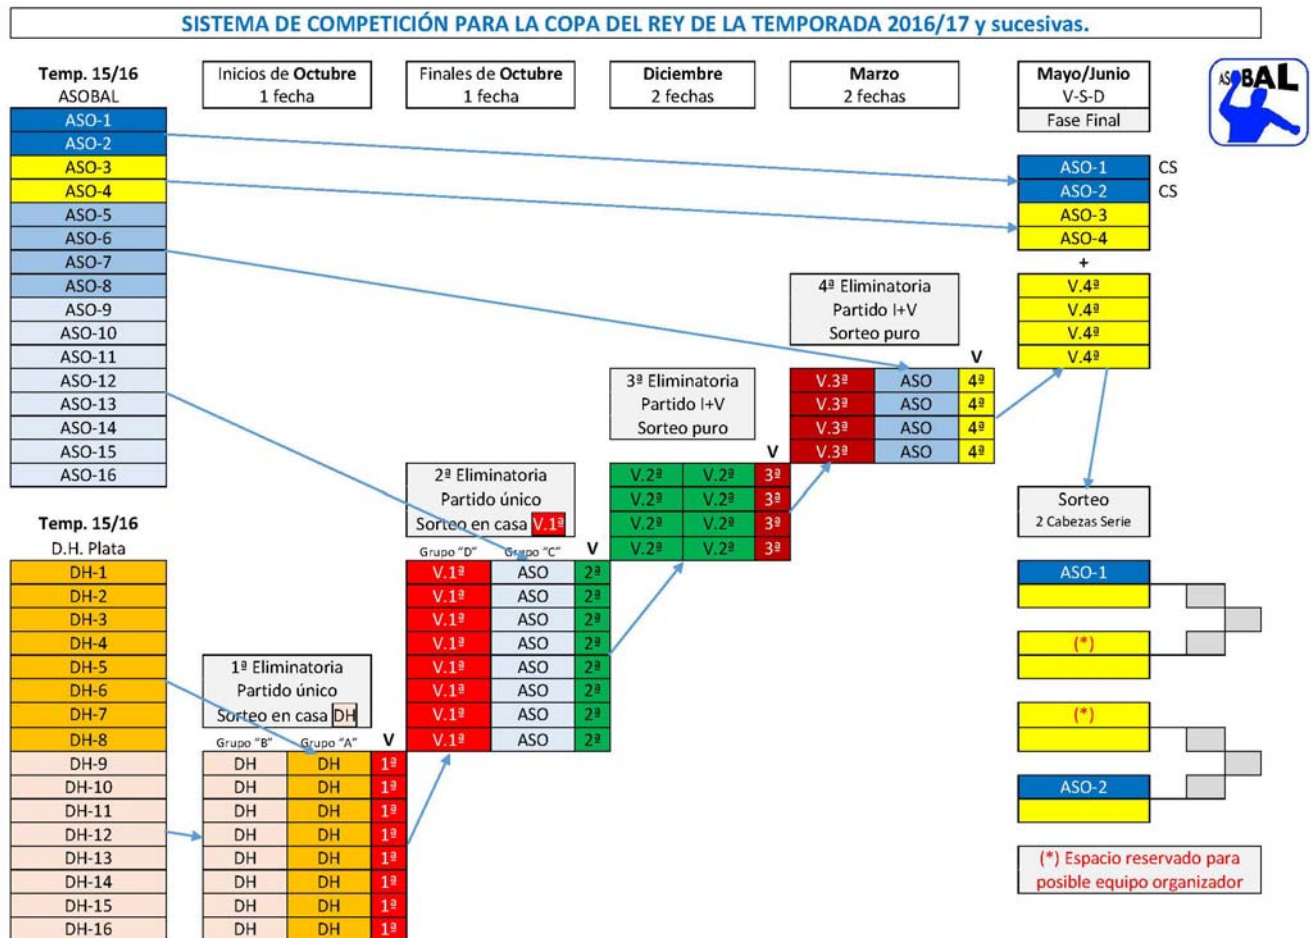 SISTEMA DE COMPETICIÓN PARA LA COPA DEL REY DE LA TEMPORADA 2016/17 y sucesivas.
ASOBAL
Temp. 15/16
ASOBAL
ASO-1
ASO-2
ASO-3
ASO-4
ASO-5
ASO-6
ASO-7
ASO-8
ASO-9
ASO-10
ASO-11
ASO-12
ASO-13
ASO-14
ASO-15
ASO-16
Temp. 15/16
D.H. Plata
DH-1
DH-2
DH-3
DH-4
DH-5
DH-6
DH-7
DH-8
DH-9
DH-10
DH-11
DH-12
DH-13
DH-14
DH-15
DH-16
Inicios de Octubre
1 fecha
1ª Eliminatoria
Partido único
Sorteo en casa DH
Grupo "B" Grupo "A" V
DH DH 1ª
DH DH 1ª
DH DH 1ª
DH DH 1ª
DH DH 1ª
DH DH 1ª
DH DH 1ª
DH DH 1ª
Finales de Octubre
1 fecha
2ª Eliminatoria
Partido único
Sorteo en casa V.1ª
Grupo "D" Grupo "C" V
V.1ª ASO 2ª
V.1ª ASO 2ª
V.1ª ASO 2ª
V.1ª ASO 2ª
V.1ª ASO 2ª
V.1ª ASO 2ª
V.1ª ASO 2ª
V.1ª ASO 2ª
Diciembre
2 fechas
3ª Eliminatoria
Partido I+V
Sorteo puro
V
V.2ª V.2ª 3ª
V.2ª V.2ª 3ª
V.2ª V.2ª 3ª
V.2ª V.2ª 3ª
Marzo
2 fechas
4ª Eliminatoria
Partido I+V
Sorteo puro
V
V.3ª ASO 4ª
V.3ª ASO 4ª
V.3ª ASO 4ª
V.3ª ASO 4ª
Mayo/Junio
V-S-D
Fase Final
ASO-1 CS
ASO-2 CS
ASO-3
ASO-4
+
V.4ª
V.4ª
V.4ª
V.4ª
Sorteo
2 Cabezas Serie
ASO-1
(*)
(*)
ASO-2
(*) Espacio reservado para
posible equipo organizador